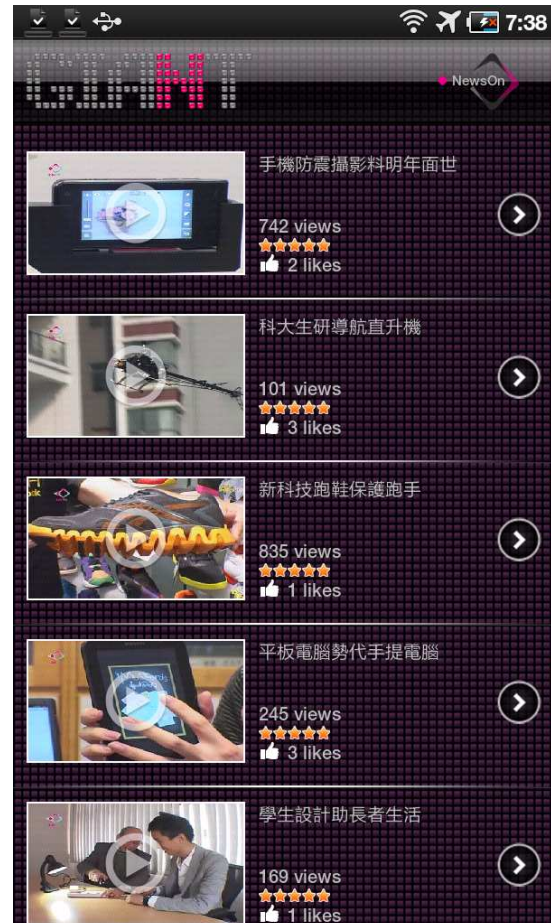 7:38
GIANT
NewsOn
手機防震攝影料明年面世
742 views
2 likes
科大生研導航直升機
101 views
3 likes
新科技跑鞋保護跑手
835 views
1 likes
平板電腦勢代手提電腦
245 views
3 likes
學生設計助長者生活
169 views
1 likes